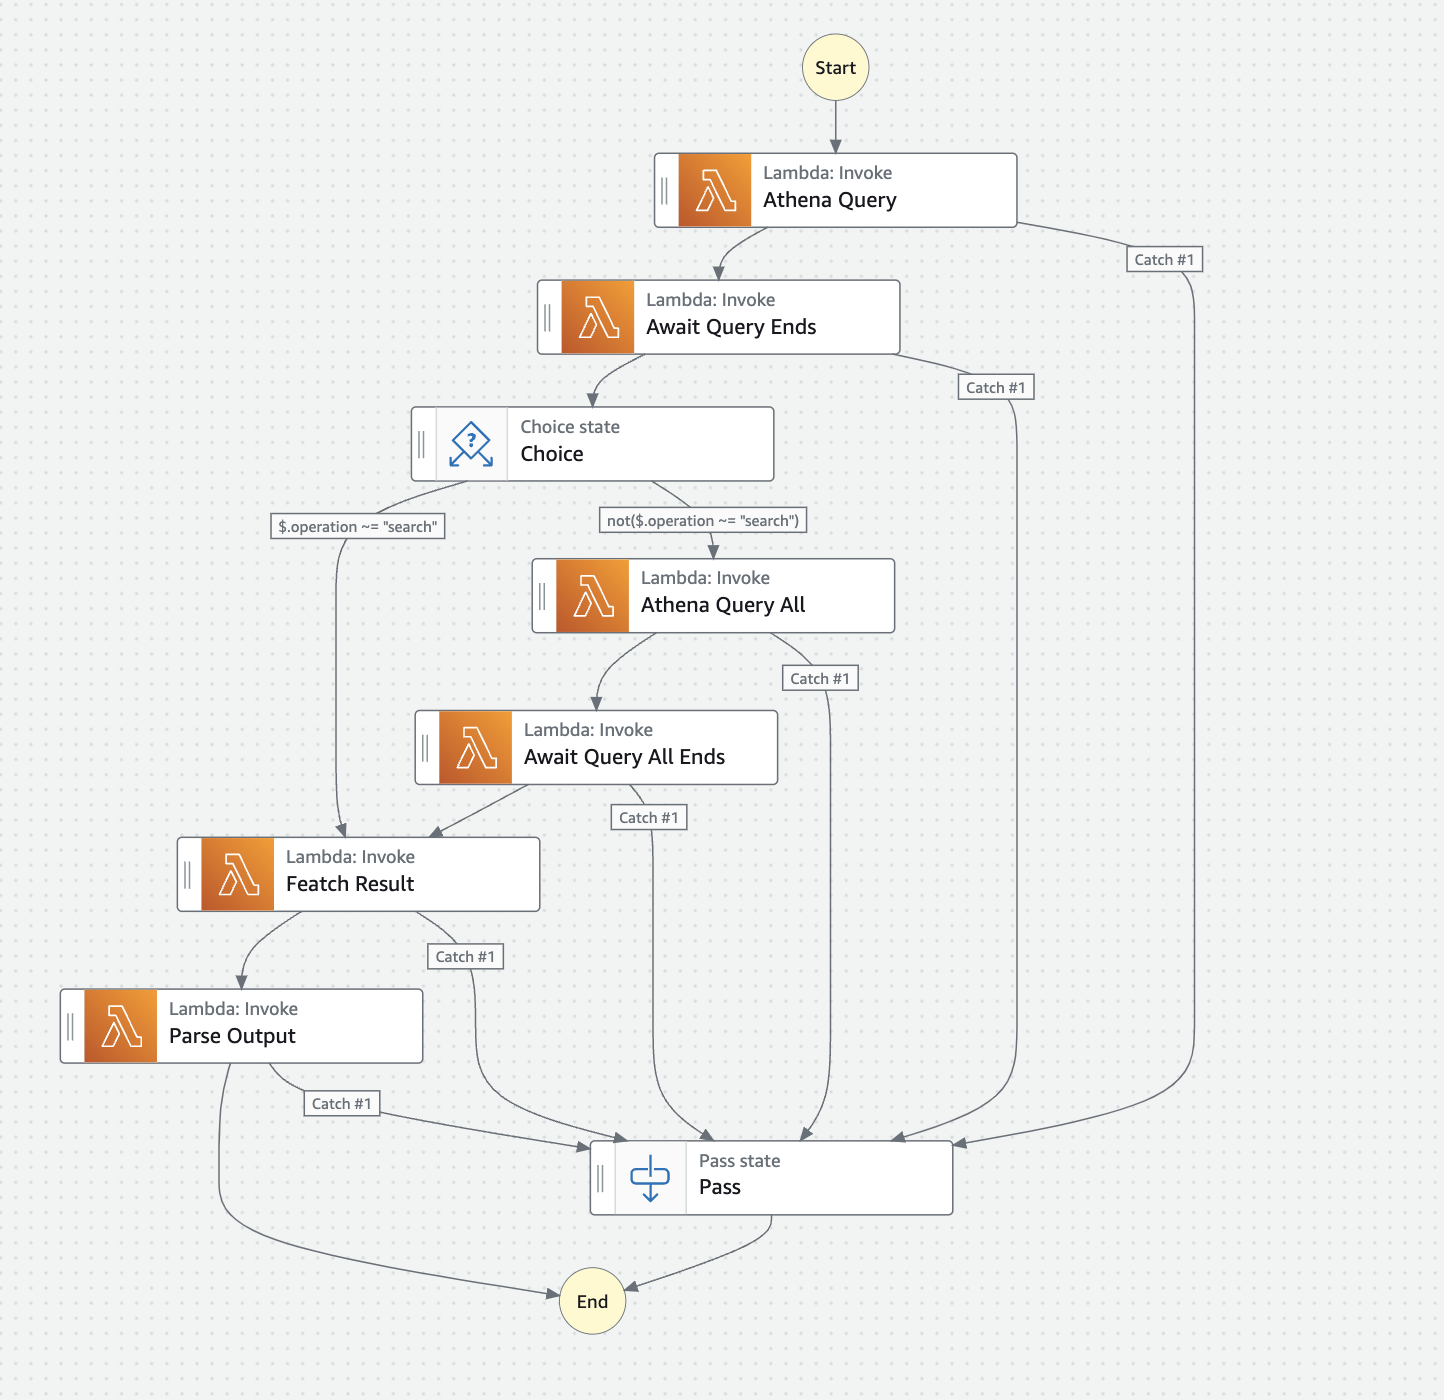 Start
Lambda: Invoke
Athena Query
Catch #1
Lambda: Invoke
Await Query Ends
Catch #1
Choice state
Choice
$.operation ~= "search"
not($.operation ~= "search")
Lambda: Invoke
Athena Query All
Catch #1
Lambda: Invoke
Await Query All Ends
Catch #1
Lambda: Invoke
Featch Result
Catch #1
Lambda: Invoke
Parse Output
Catch #1
Pass state
Pass
End